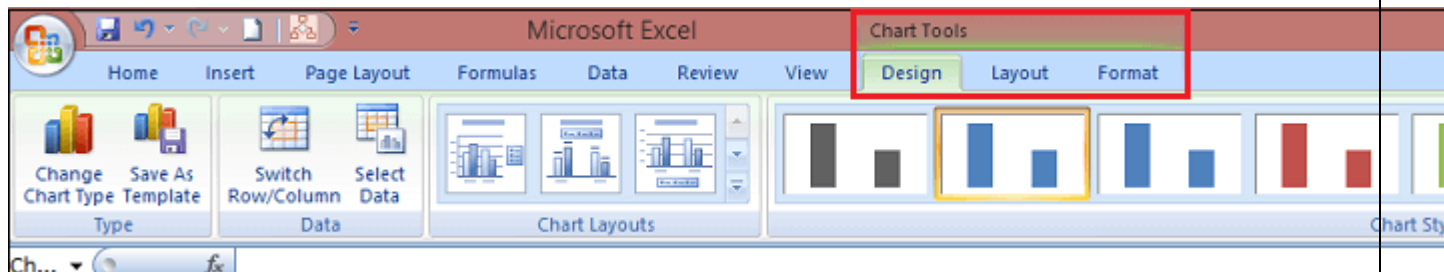 Microsoft Excel Chart Tools
Home Insert Page Layout Formulas Data Review View Design Layout Format
Change Chart Type Save As Template Switch Row/Column Select Data
Type Data Chart Layouts Chart Sty
Ch... fx